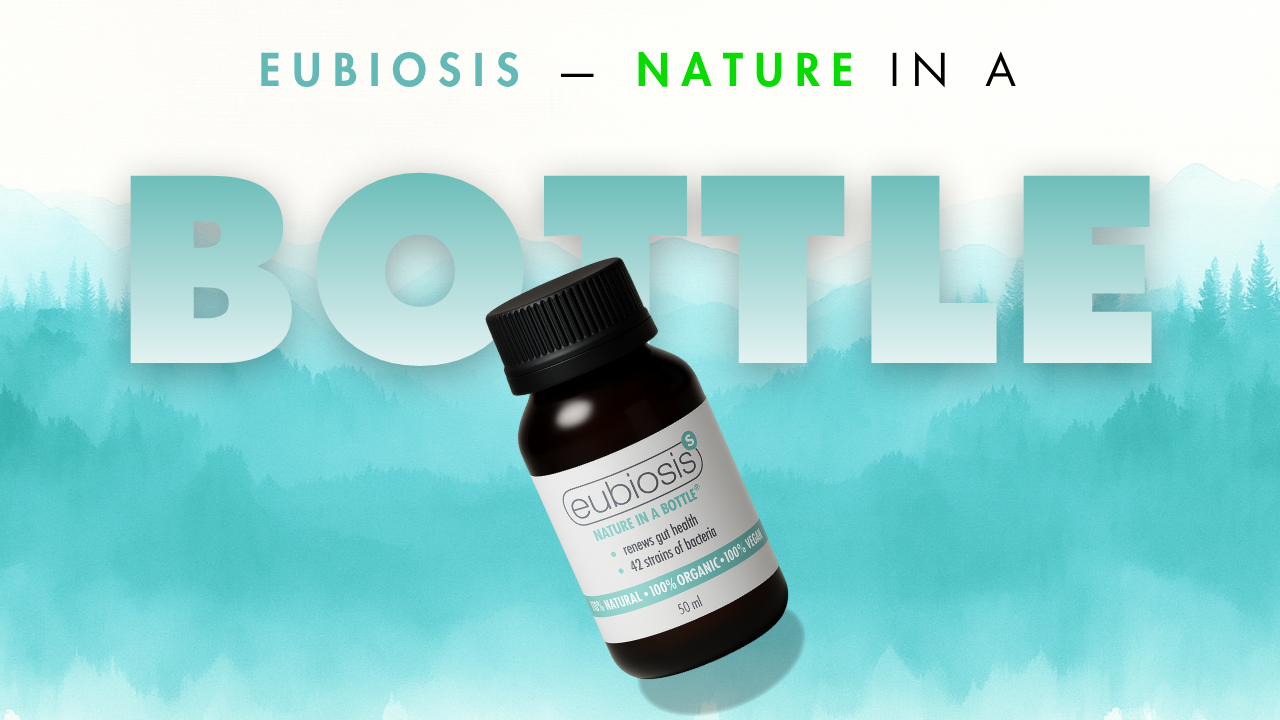 EUBIOSIS — NATURE IN A
BOTTLE
eubiosis S
NATURE IN A BOTTLE®
• renews gut health
• 42 strains of bacteria
100% NATURAL • 100% ORGANIC • 100% VEGAN
50 ml